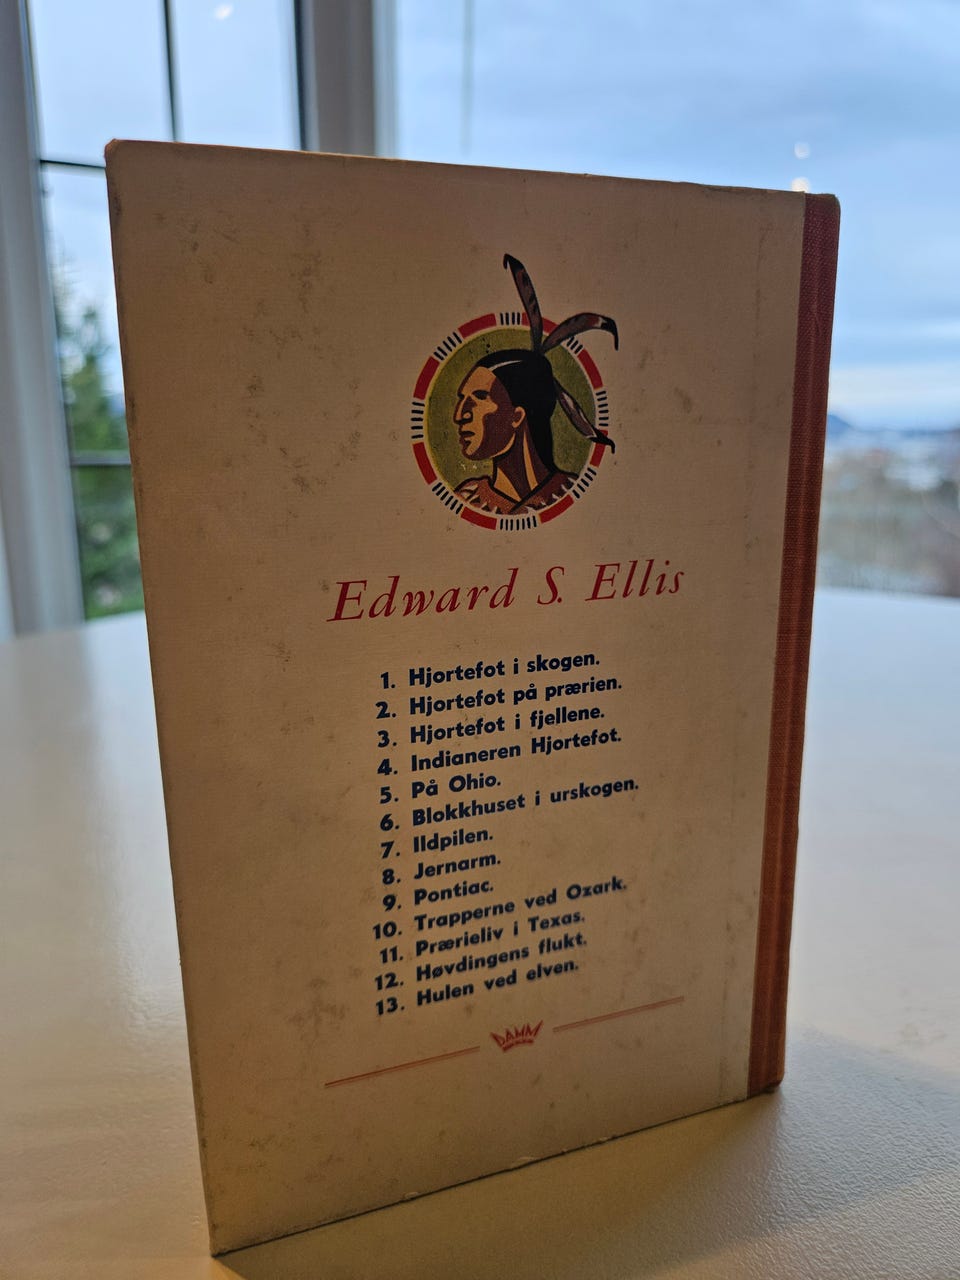 Edward S. Ellis
1. Hjortefot i skogen.
2. Hjortefot på prærien.
3. Hjortefot i fjellene.
4. Indianeren Hjortefot.
5. På Ohio.
6. Blokkhuset i urskogen.
7. Ildpilen.
8. Jernarm.
9. Pontiac.
10. Trapperne ved Ozark.
11. Prærieliv i Texas.
12. Høvdingens flukt.
13. Hulen ved elven.
DAMM